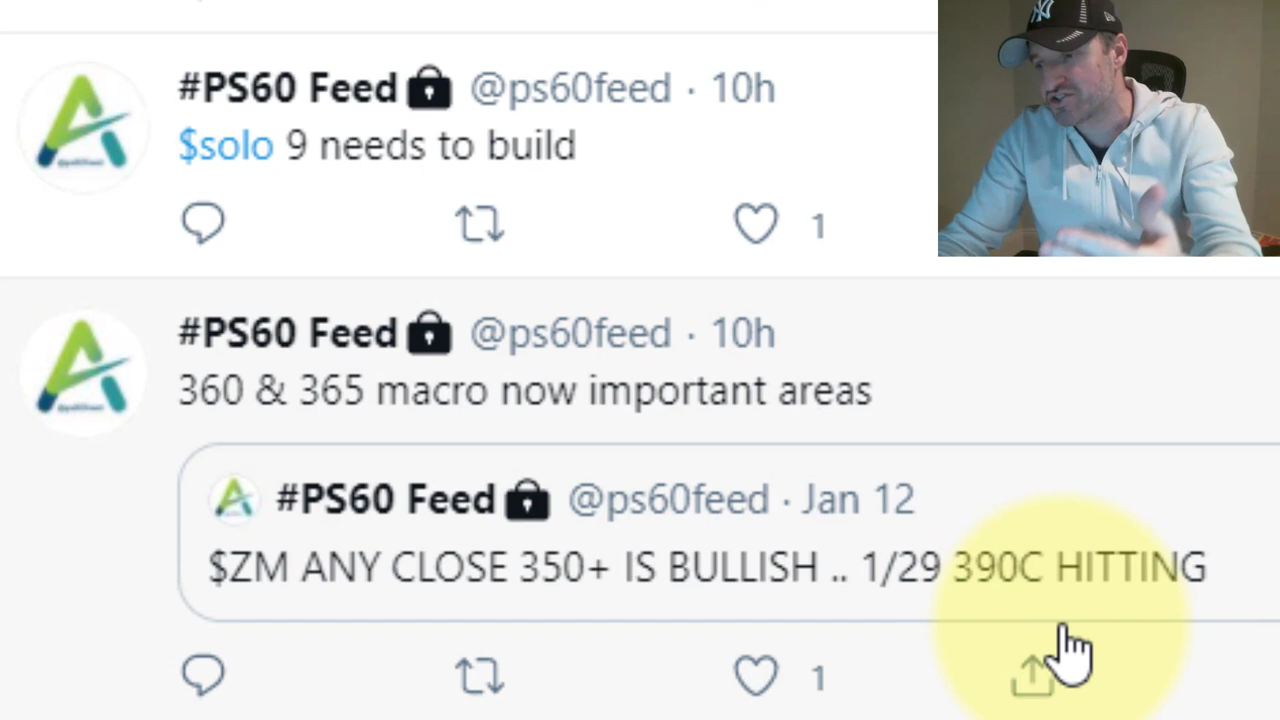 #PS60 Feed @ps60feed · 10h
$solo 9 needs to build
1
#PS60 Feed @ps60feed · 10h
360 & 365 macro now important areas
#PS60 Feed @ps60feed · Jan 12
$ZM ANY CLOSE 350+ IS BULLISH .. 1/29 390C HITTING
1